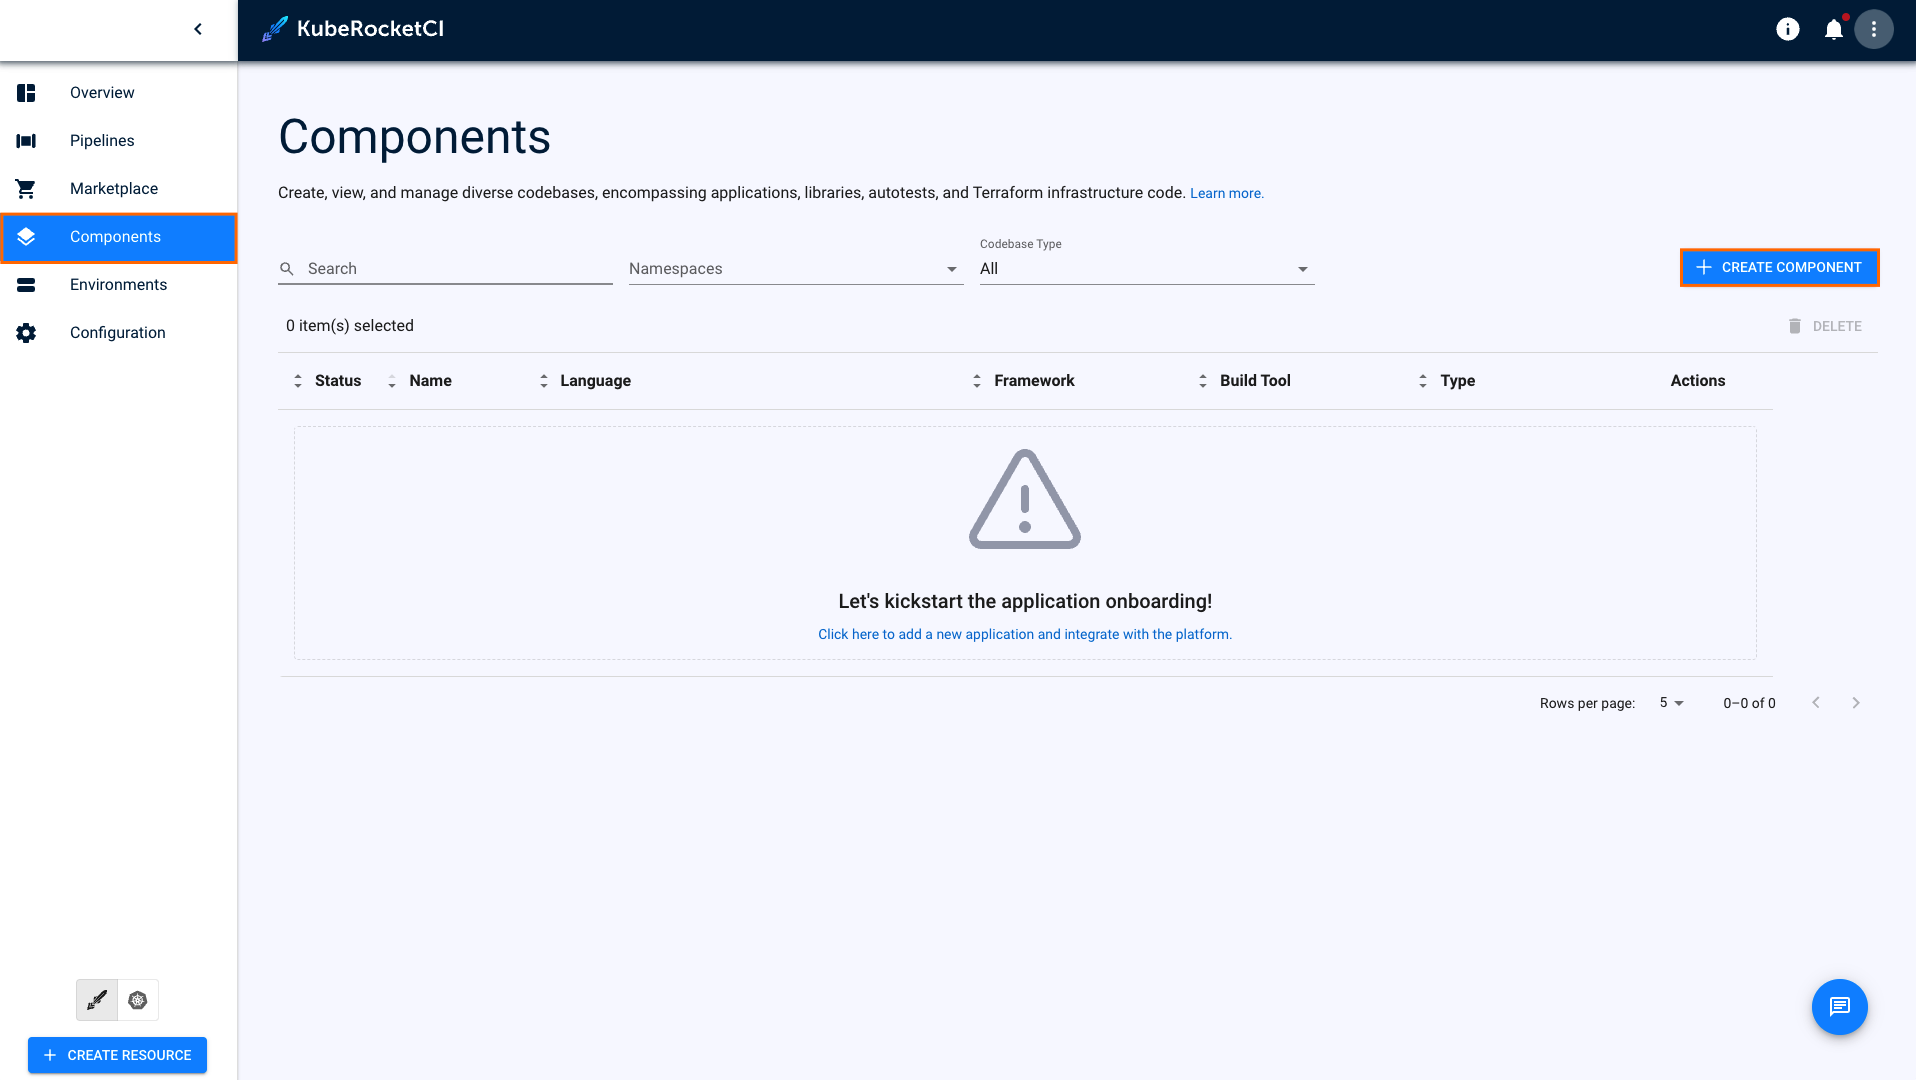 KubeRocketCI
Overview
Pipelines
Marketplace
Components
Environments
Configuration
Components
Create, view, and manage diverse codebases, encompassing applications, libraries, autotests, and Terraform infrastructure code. Learn more.
Search
Namespaces
Codebase Type
All
CREATE COMPONENT
0 item(s) selected
DELETE
Status Name Language Framework Build Tool Type Actions
Let's kickstart the application onboarding!
Click here to add a new application and integrate with the platform.
Rows per page: 5 0–0 of 0
CREATE RESOURCE